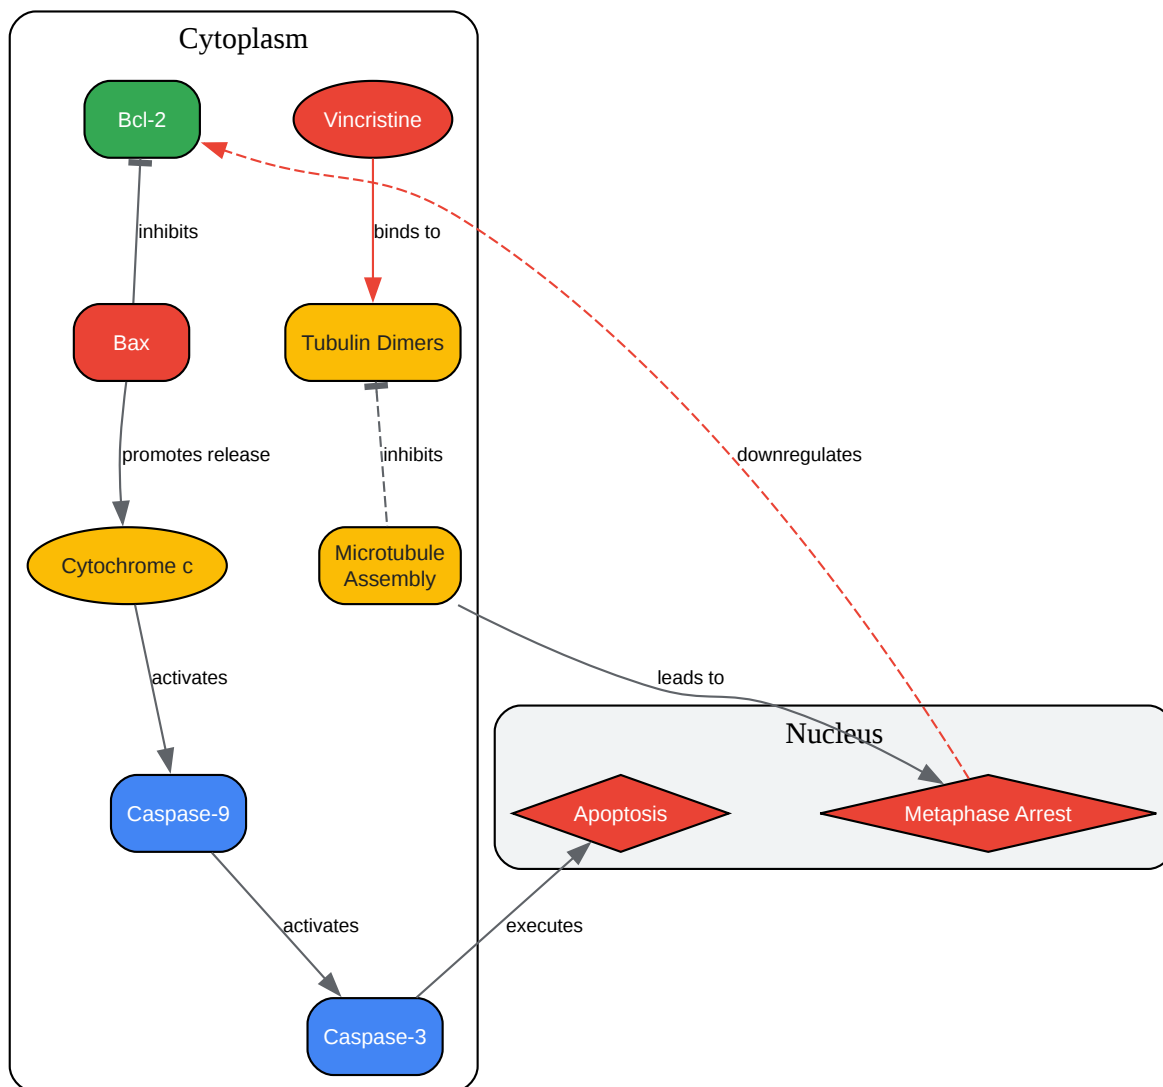 Cytoplasm
Bcl-2
Vincristine
inhibits
binds to
Bax
Tubulin Dimers
promotes release
inhibits
downregulates
Cytochrome c
Microtubule
Assembly
activates
leads to
Nucleus
Caspase-9
Apoptosis
Metaphase Arrest
activates
executes
Caspase-3